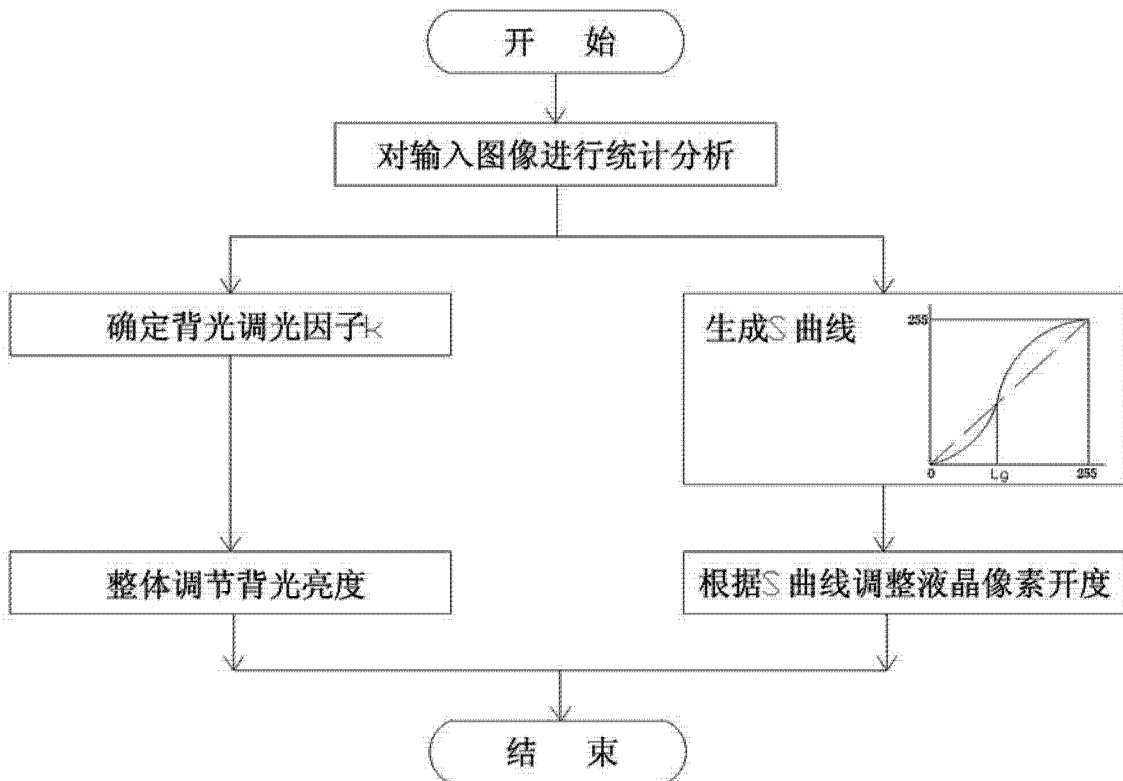 开 始
对输入图像进行统计分析
确定背光调光因子k
生成S曲线
255
0
Lg
255
整体调节背光亮度
根据S曲线调整液晶像素开度
结 束